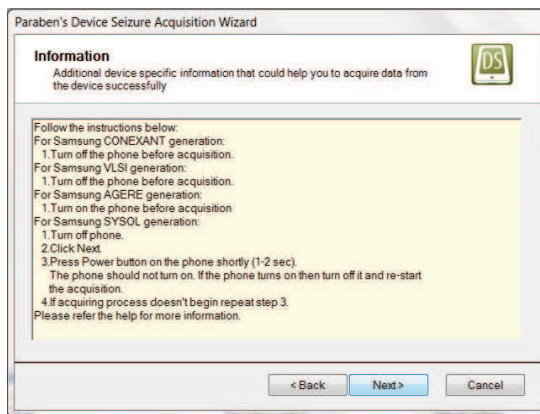 Paraben's Device Seizure Acquisition Wizard
Information
Additional device specific information that could help you to acquire data from
the device successfully
DS
Follow the instructions below:
For Samsung CONEXANT generation:
1.Turn off the phone before acquisition.
For Samsung VLSI generation:
1.Turn off the phone before acquisition.
For Samsung AGERE generation:
1.Turn on the phone before acquisition
For Samsung SYSOL generation:
1.Turn off phone.
2.Click Next.
3.Press Power button on the phone shortly (1-2 sec).
The phone should not turn on. If the phone turns on then turn off it and re-start
the acquisition.
4.If acquiring process doesn't begin repeat step 3.
Please refer the help for more information.
< Back
Next >
Cancel